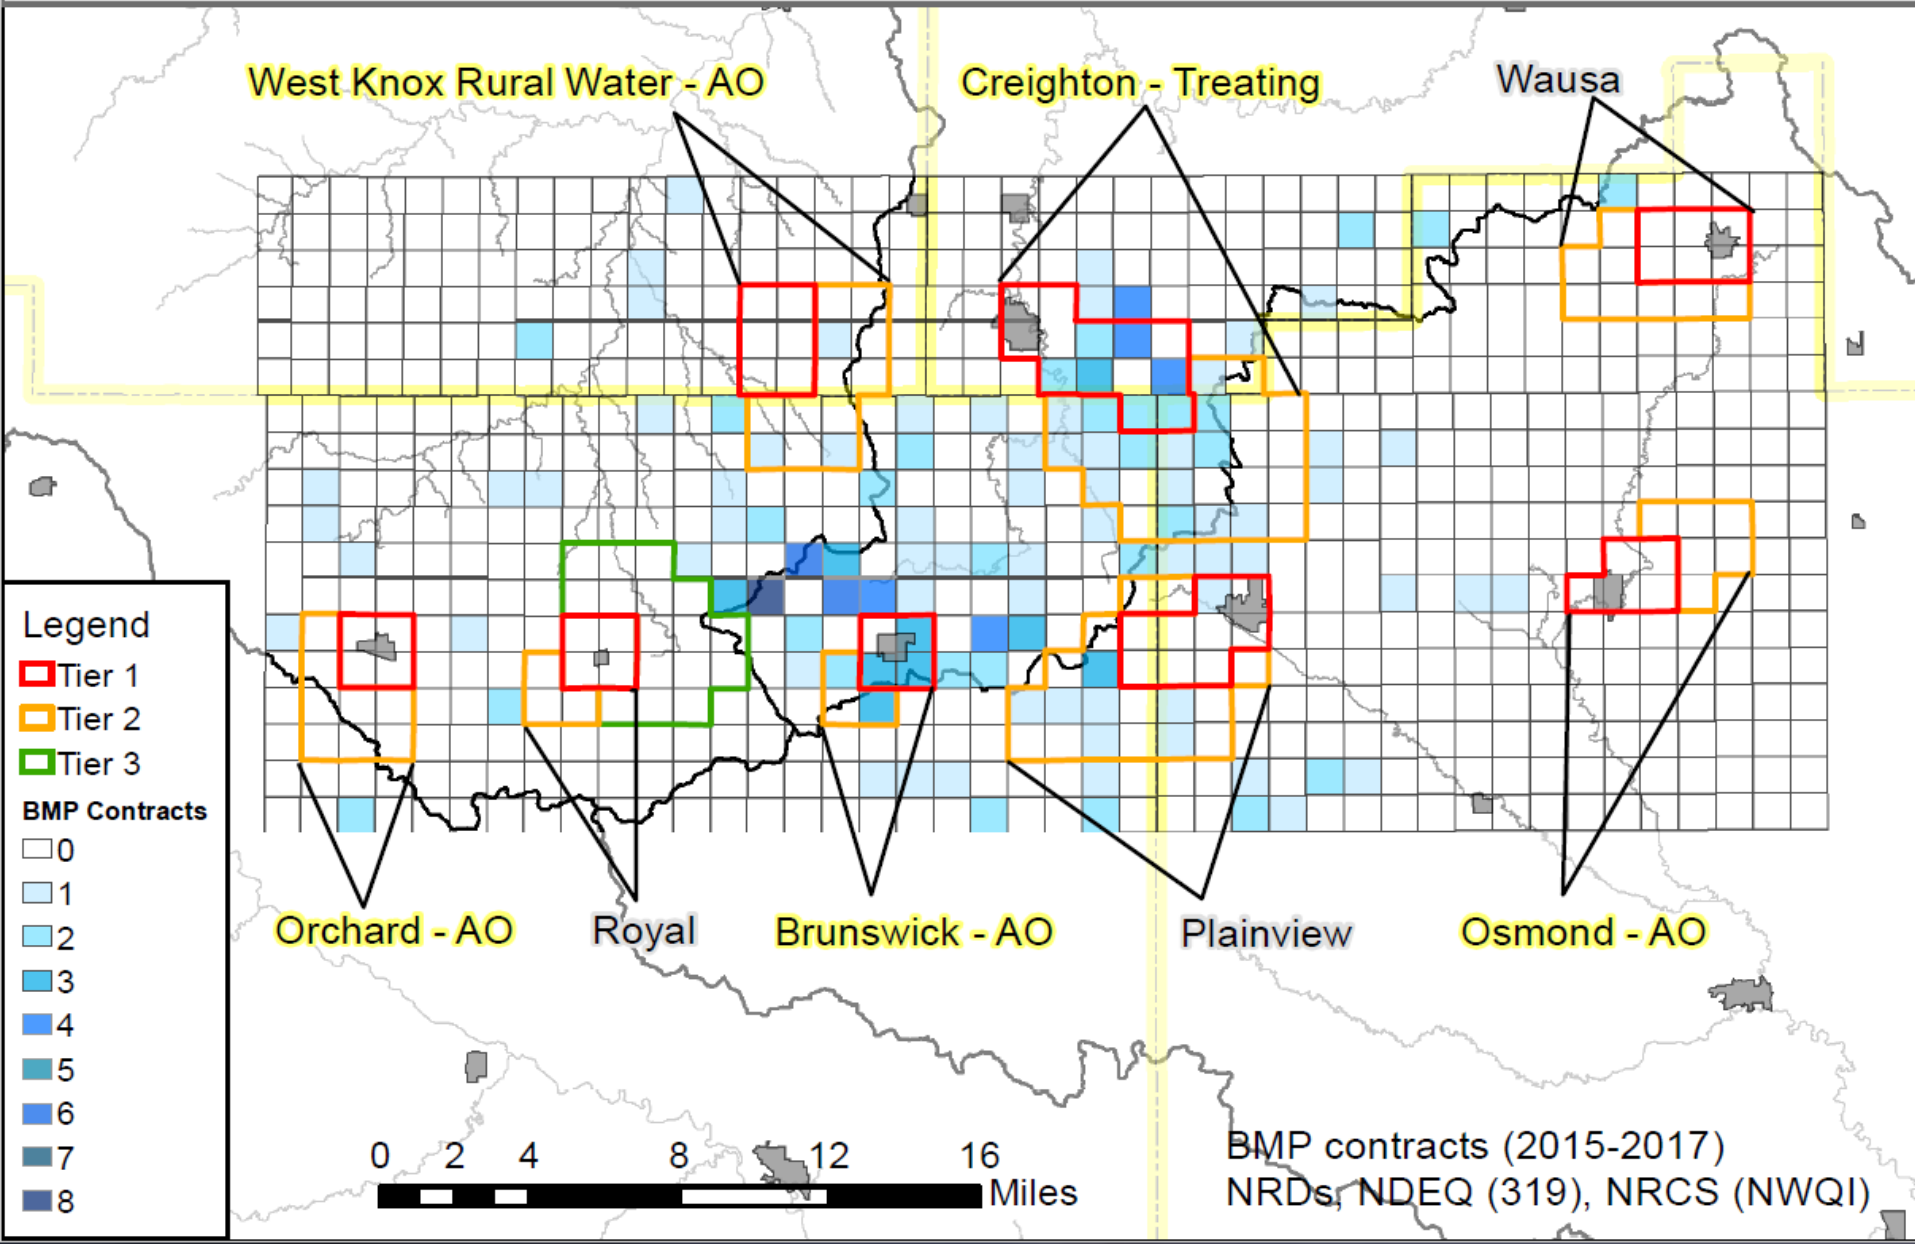 West Knox Rural Water - AO
Creighton - Treating
Wausa
Legend
Tier 1
Tier 2
Tier 3
BMP Contracts
0
1
2
3
4
5
6
7
8
Orchard - AO
Royal
Brunswick - AO
Plainview
Osmond - AO
0 2 4 8 12 16
Miles
BMP contracts (2015-2017)
NRDs, NDEQ (319), NRCS (NWQI)